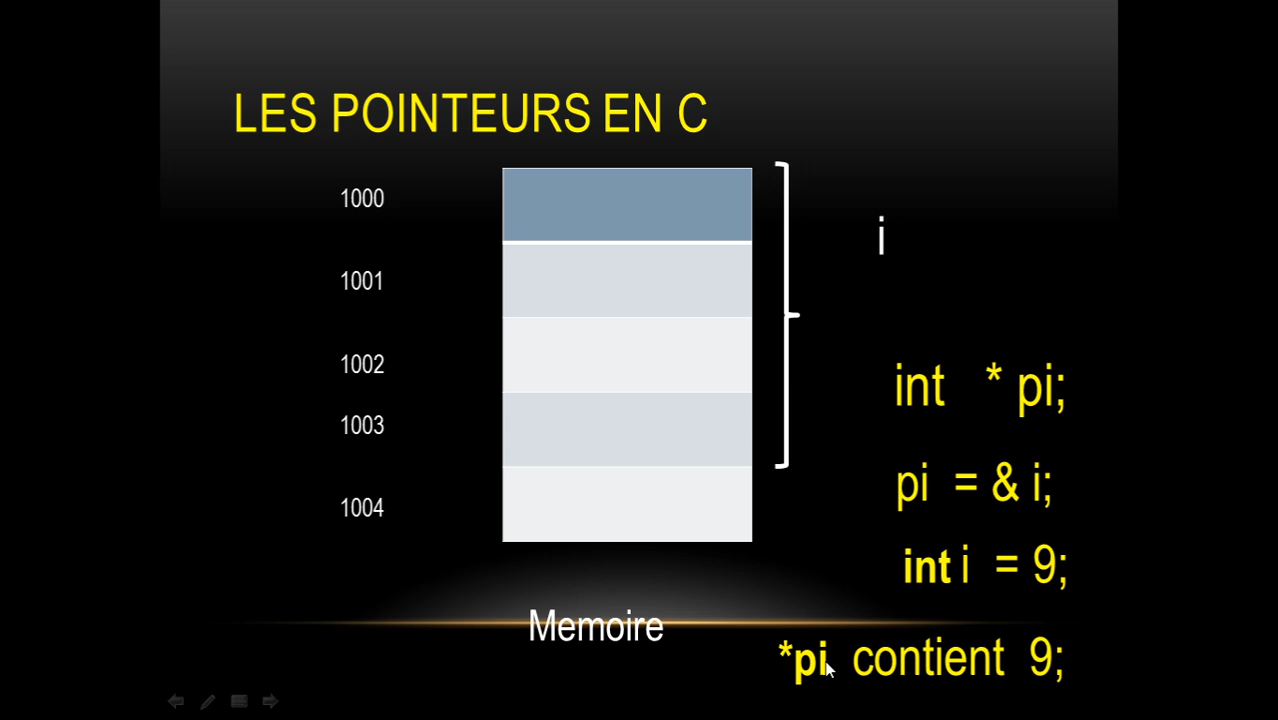 LES POINTEURS EN C
1000
i
1001
1002
int * pi;
1003
pi = & i;
1004
int i = 9;
Memoire
*pi contient 9;